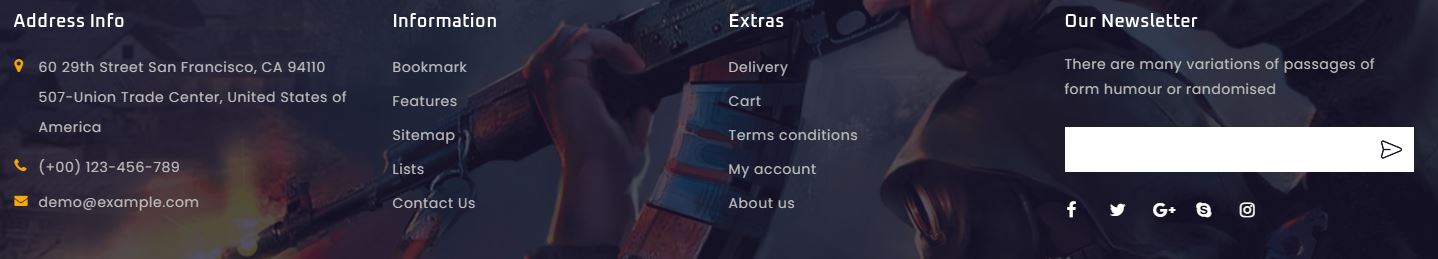 Address Info
60 29th Street San Francisco, CA 94110
507-Union Trade Center, United States of
America
(+00) 123-456-789
demo@example.com
Information
Bookmark
Features
Sitemap
Lists
Contact Us
Extras
Delivery
Cart
Terms conditions
My account
About us
Our Newsletter
There are many variations of passages of
form humour or randomised